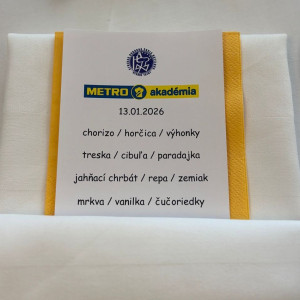 METRO akadémia
13.01.2026
chorizo / horčica / výhonky
treska / cibuľa / paradajka
jahňací chrbát / repa / zemiak
mrkva / vanilka / čučoriedky